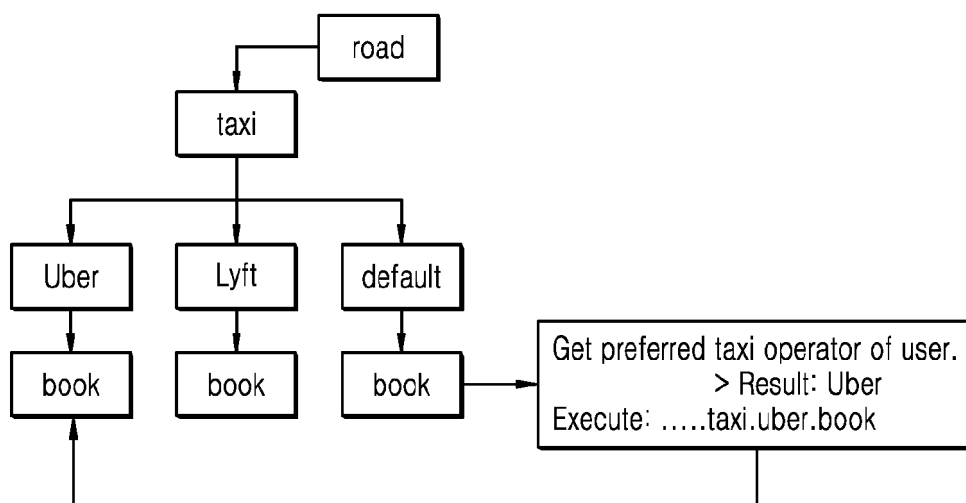 road
taxi
Uber
Lyft
default
book
book
book
Get preferred taxi operator of user.
> Result: Uber
Execute: .....taxi.uber.book